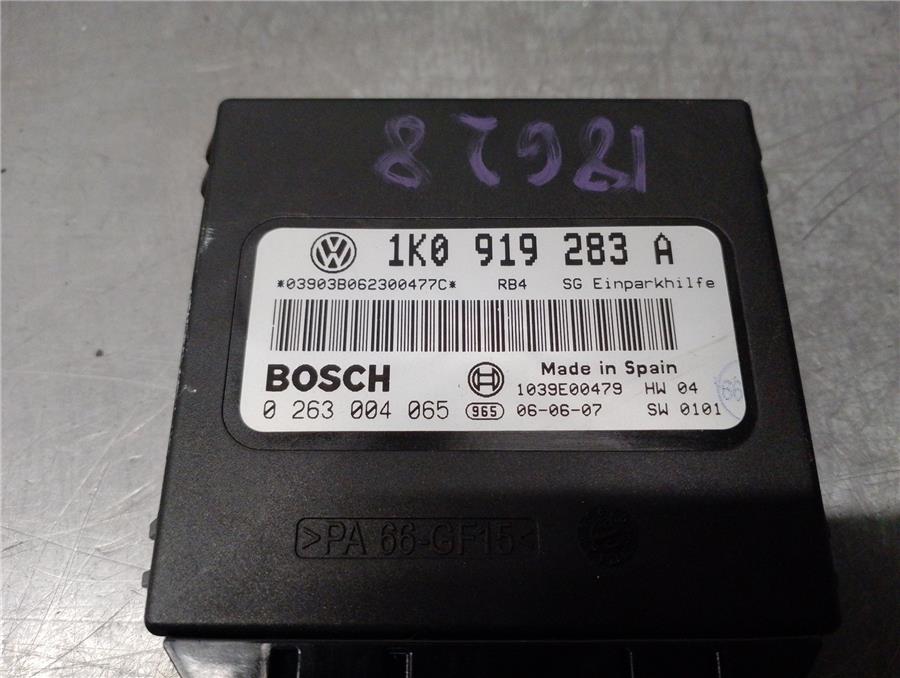 1K0 919 283 A
*03903B062300477C* RB4 SG Einparkhilfe
BOSCH
Made in Spain
1039E00479 HW 04
0 263 004 065 965 06-06-07 SW 0101
>PA 66-GF15<